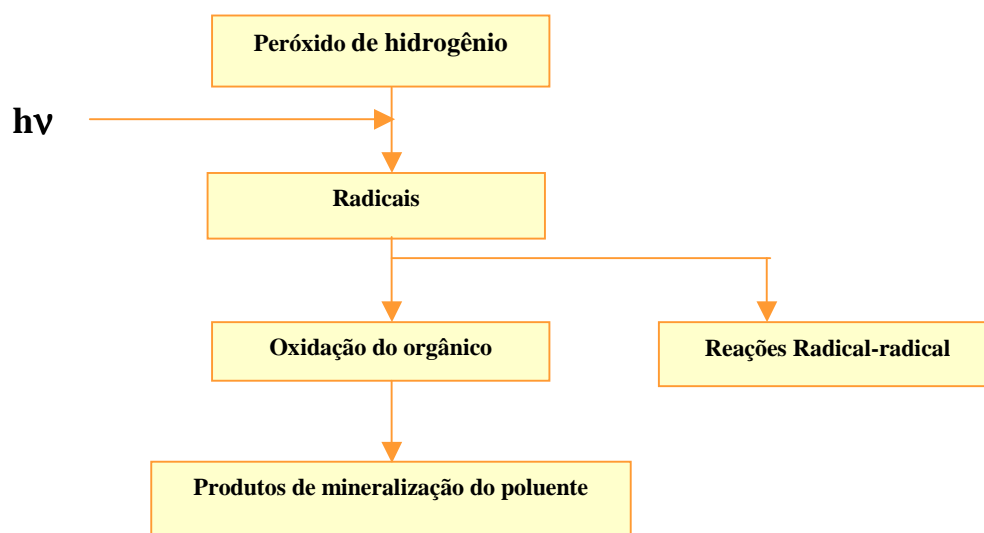 Peróxido de hidrogênio
hν
Radicais
Oxidação do orgânico
Reações Radical-radical
Produtos de mineralização do poluente